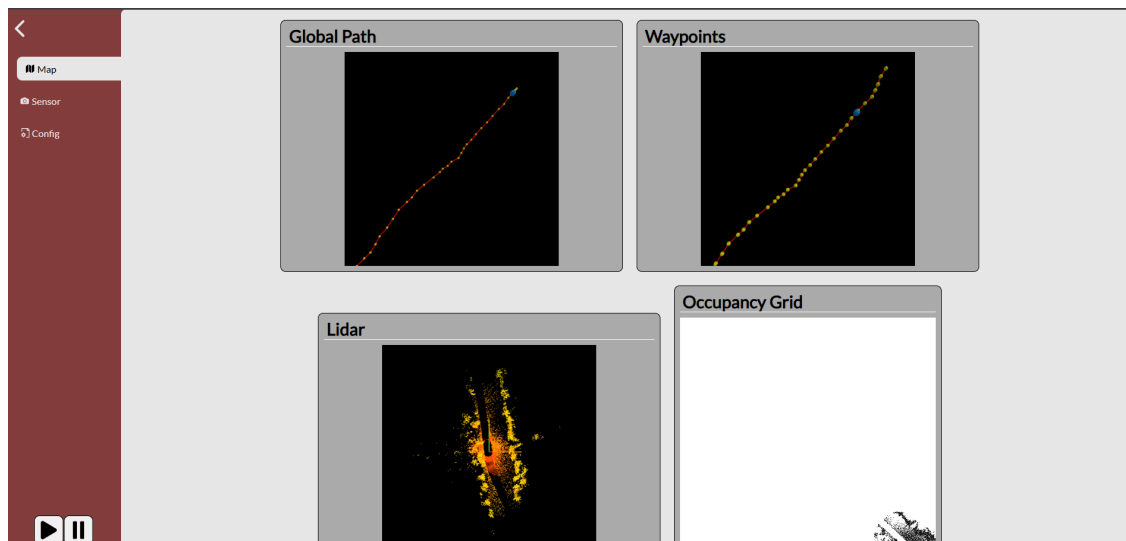 Map
Sensor
Config
Global Path
Waypoints
Lidar
Occupancy Grid